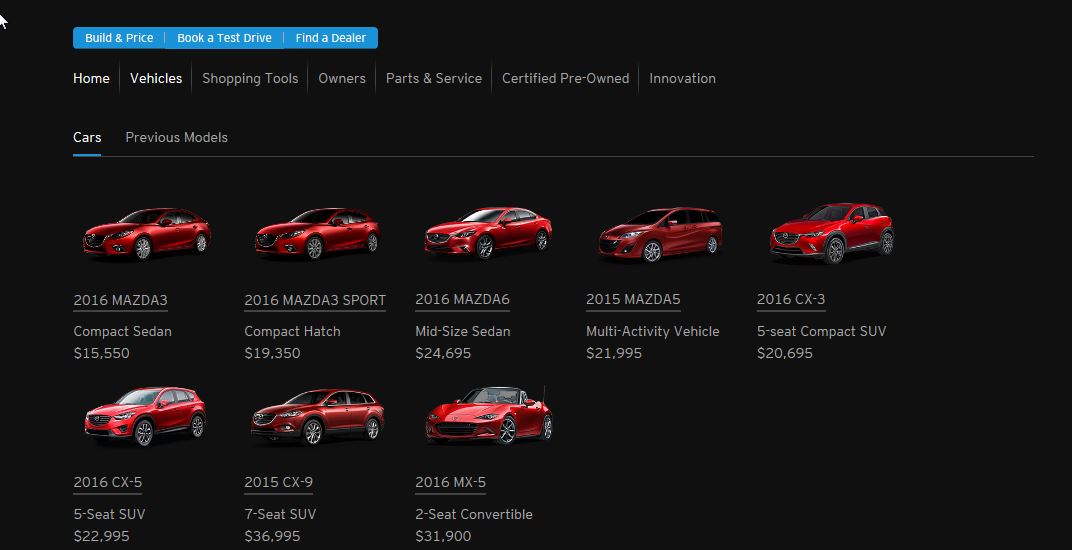 Build & Price | Book a Test Drive | Find a Dealer
Home Vehicles Shopping Tools Owners Parts & Service Certified Pre-Owned Innovation
Cars Previous Models
2016 MAZDA3 2016 MAZDA3 SPORT 2016 MAZDA6 2015 MAZDA5 2016 CX-3
Compact Sedan Compact Hatch Mid-Size Sedan Multi-Activity Vehicle 5-seat Compact SUV
$15,550 $19,350 $24,695 $21,995 $20,695
2016 CX-5 2015 CX-9 2016 MX-5
5-Seat SUV 7-Seat SUV 2-Seat Convertible
$22,995 $36,995 $31,900